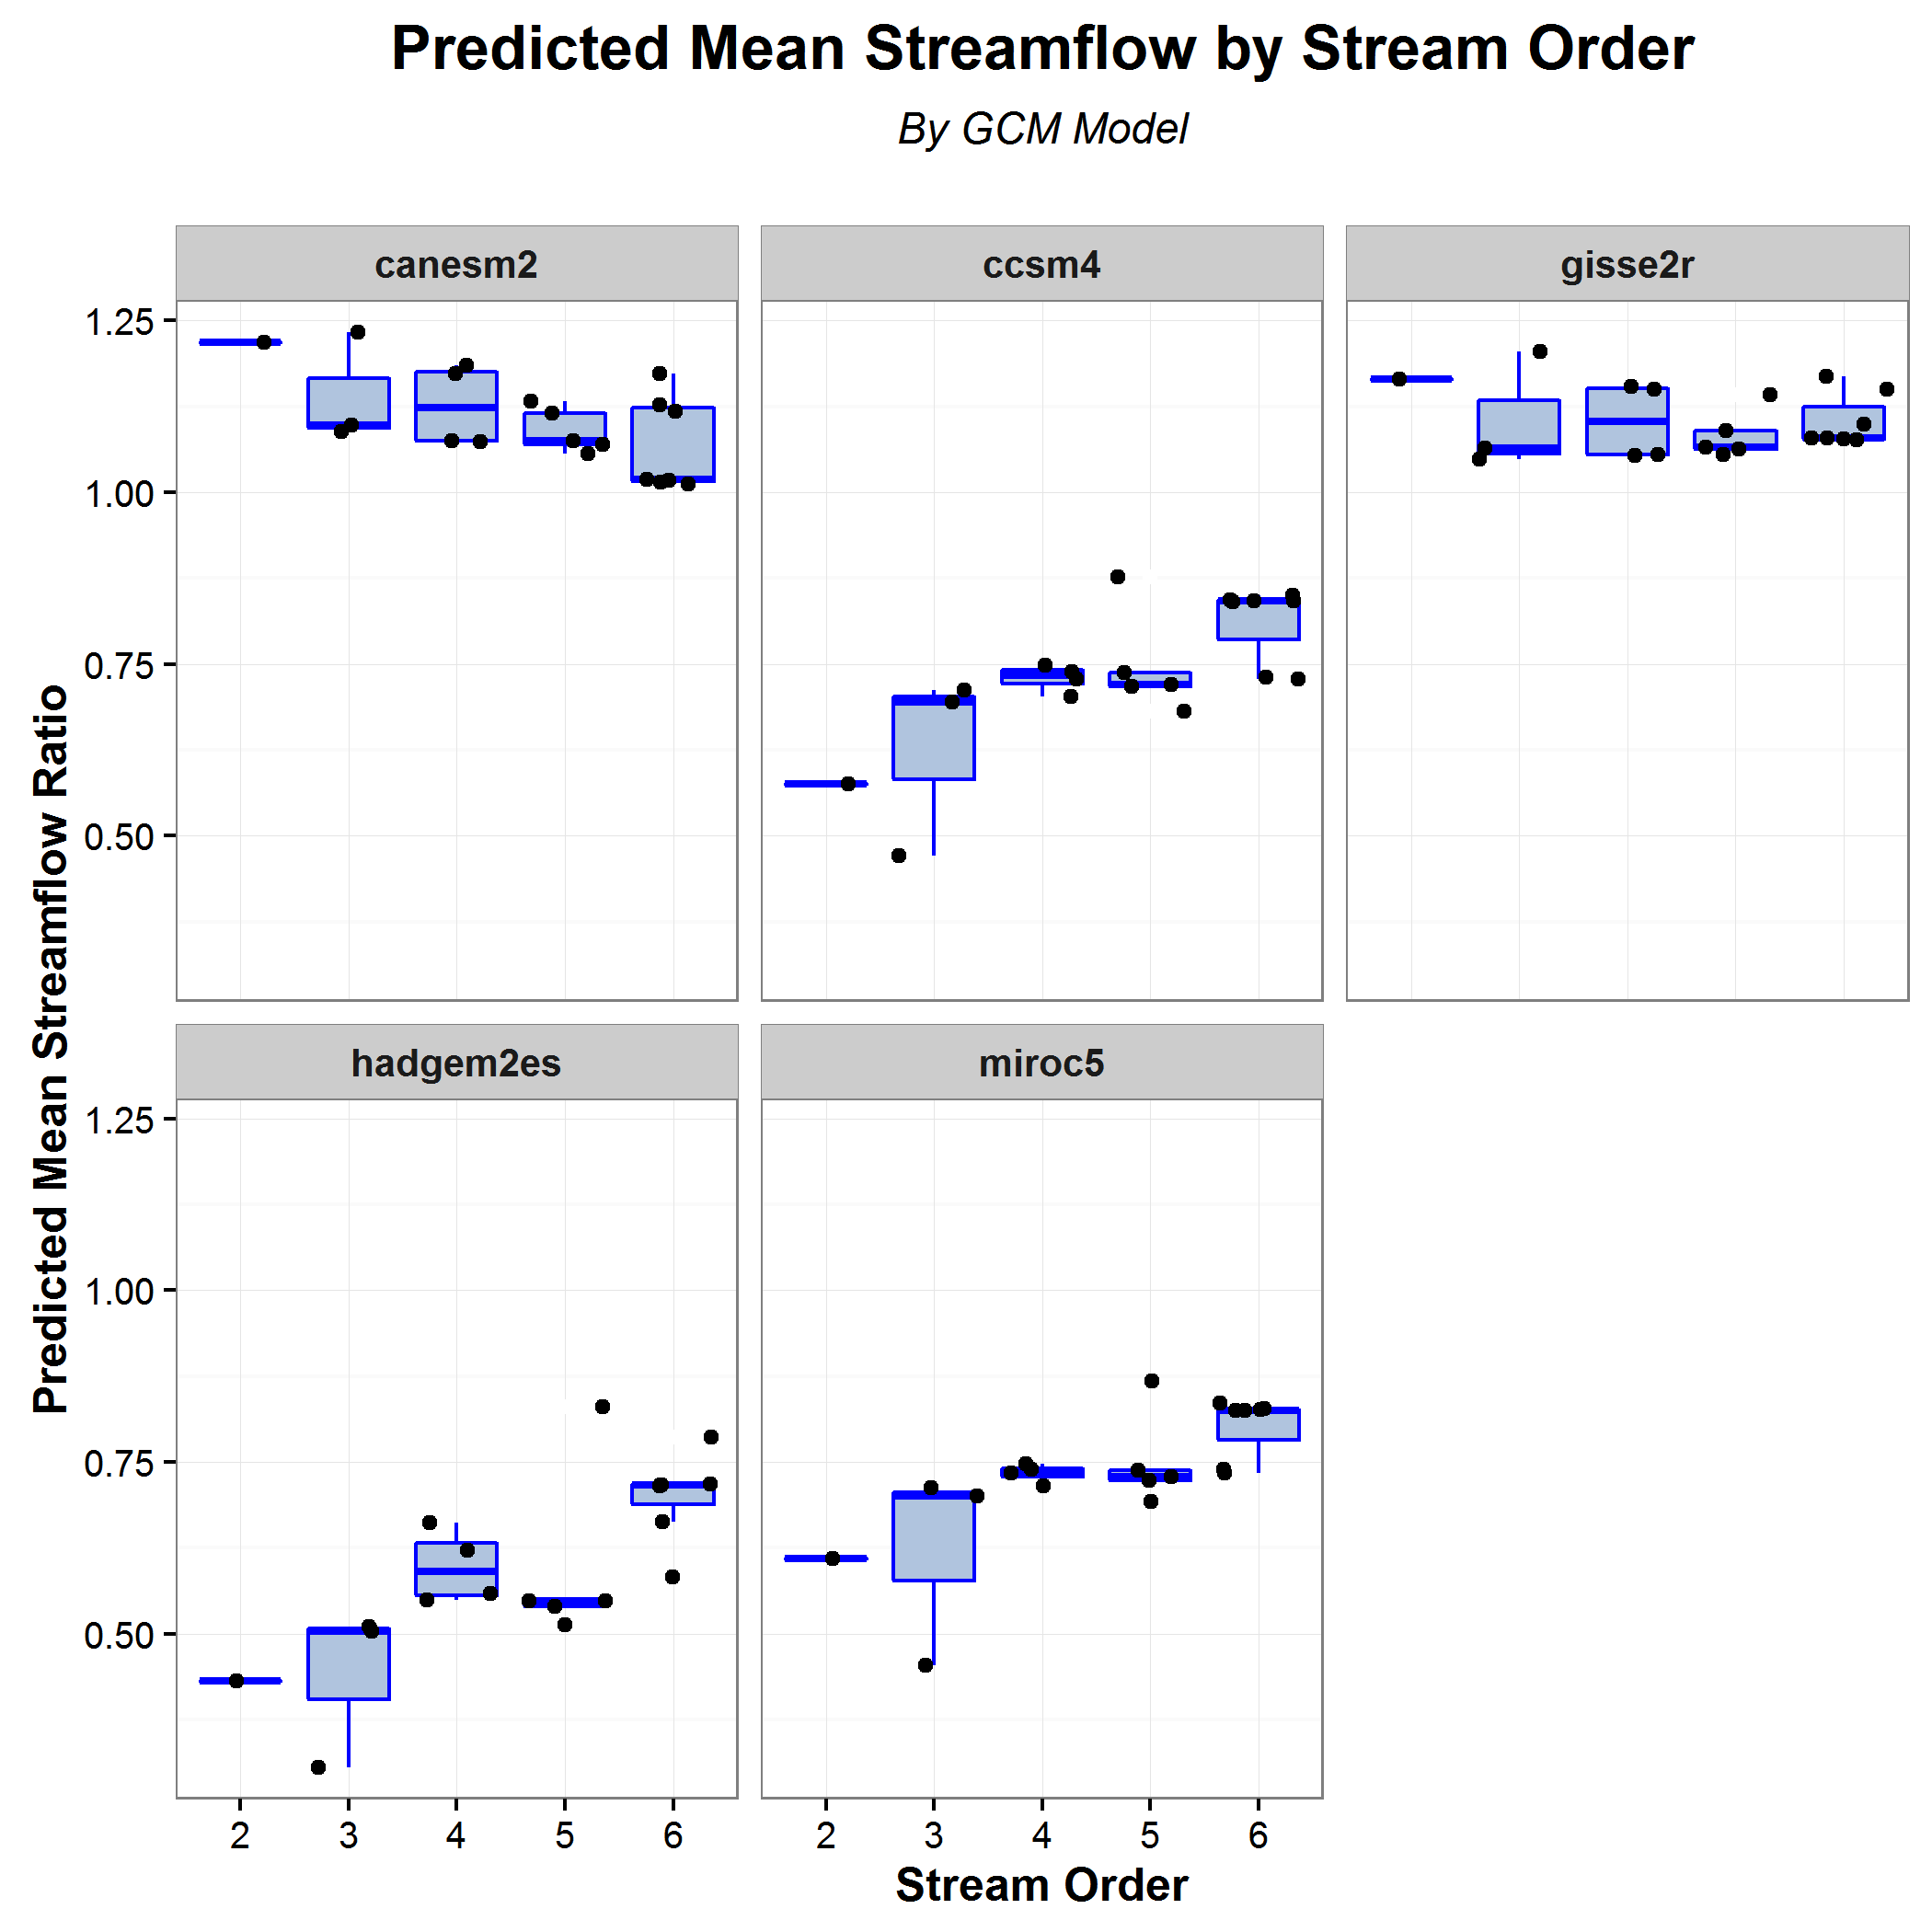 Predicted Mean Streamflow by Stream Order
By GCM Model
canesm2
ccsm4
gisse2r
1.25
1.00
0.75
0.50
hadgem2es
miroc5
1.25
1.00
0.75
0.50
2 3 4 5 6
2 3 4 5 6
Stream Order
Predicted Mean Streamflow Ratio